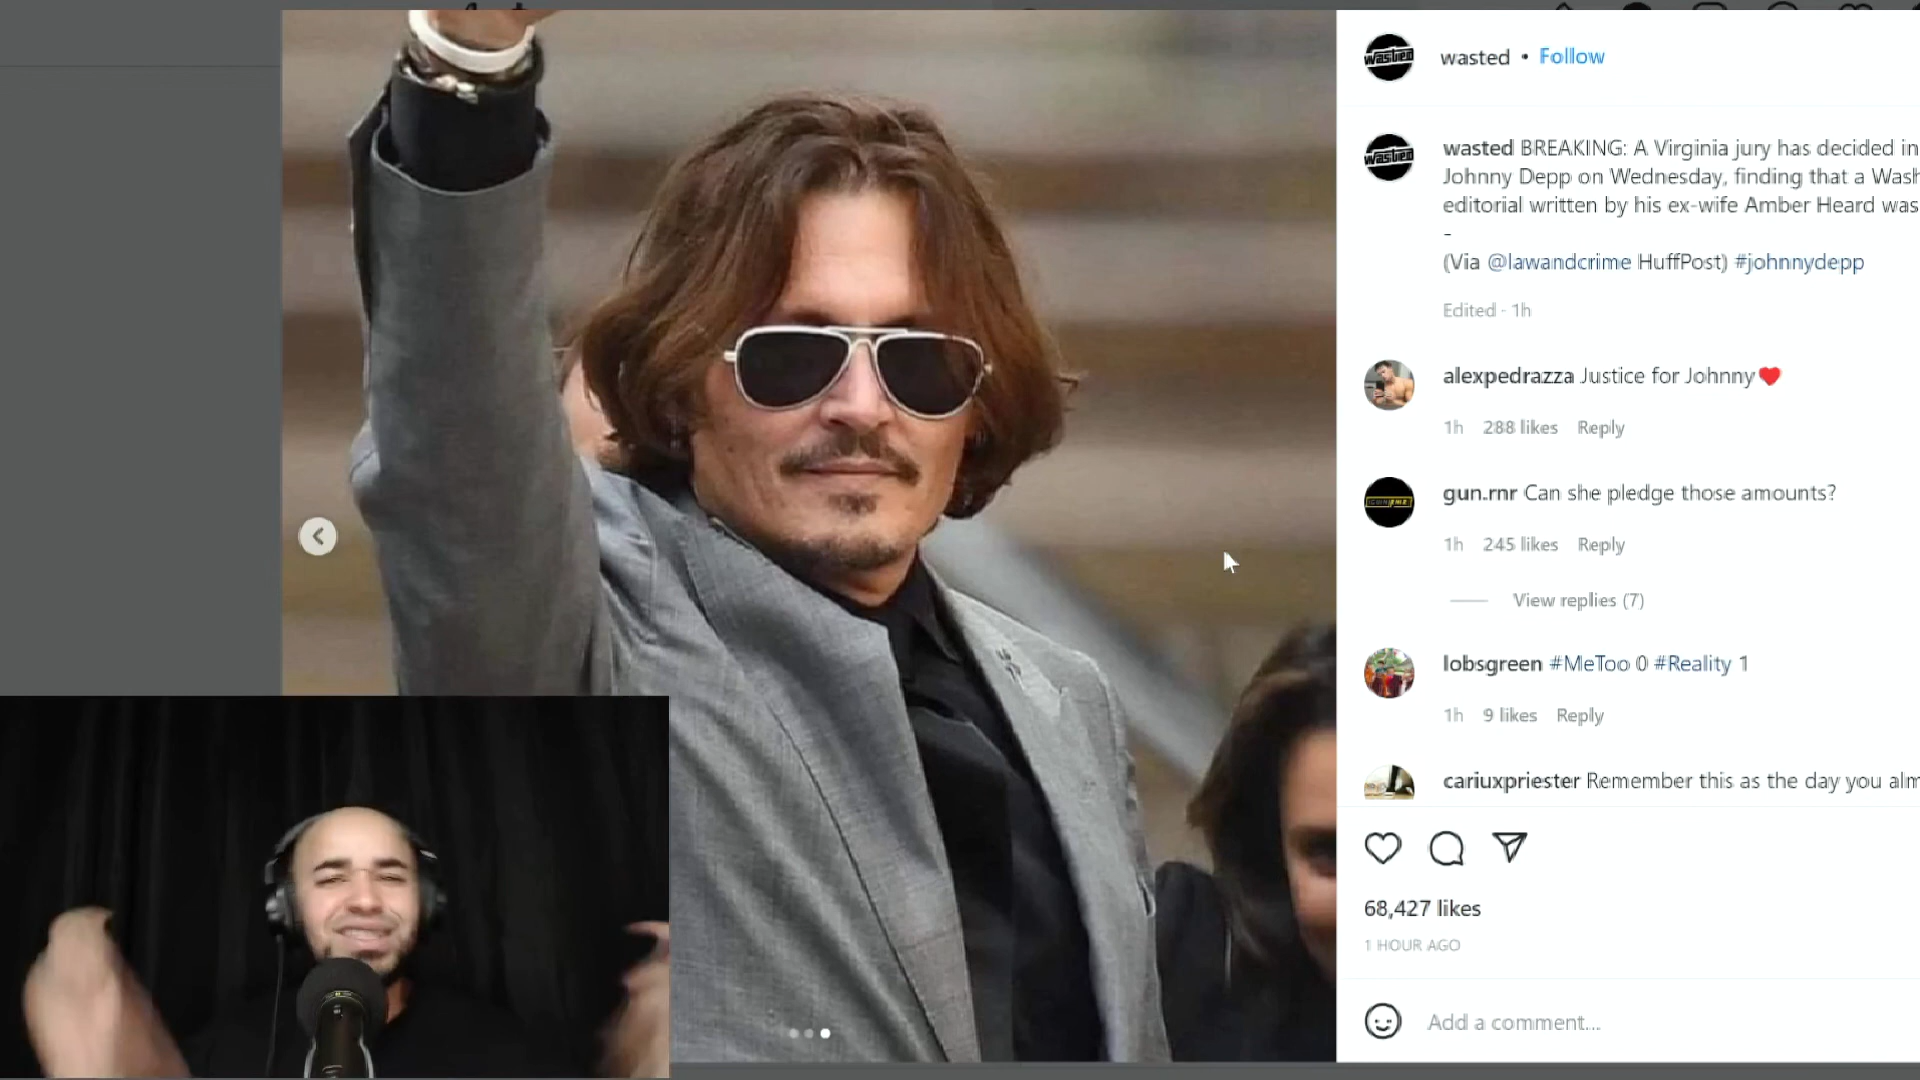 wasted • Follow
wasted BREAKING: A Virginia jury has decided in
Johnny Depp on Wednesday, finding that a
editorial written by his ex-wife Amber Heard was
-
(Via @lawandcrime HuffPost) #johnnydepp
Edited · 1h
alexpedrazza Justice for Johnny❤️
1h 288 likes Reply
gun.rnr Can she pledge those amounts?
1h 245 likes Reply
View replies (7)
lobsgreen #MeToo 0 #Reality 1
1h 9 likes Reply
cariuxpriester Remember this as the day you
68,427 likes
1 HOUR AGO
Add a comment...